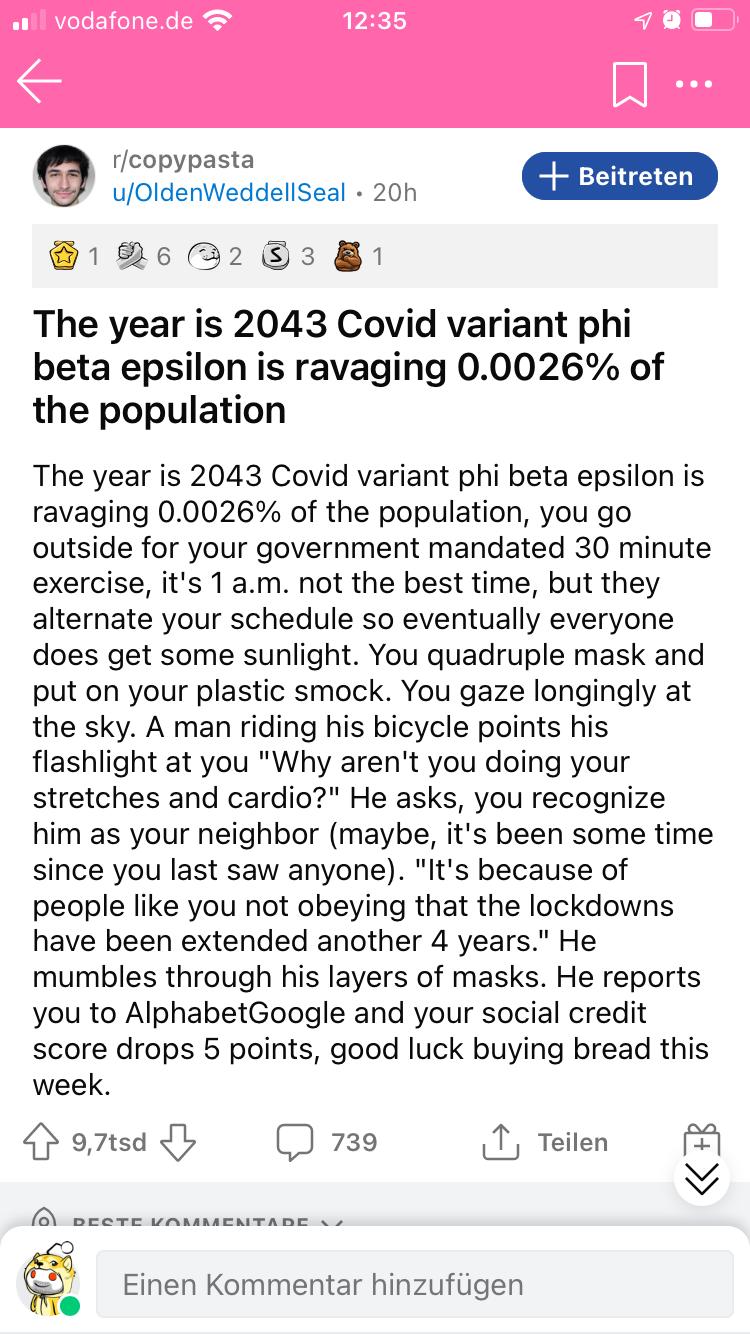 vodafone.de 12:35
r/copypasta
u/OldenWeddellSeal • 20h
Beitreten
1 6 2 S 3 1
The year is 2043 Covid variant phi
beta epsilon is ravaging 0.0026% of
the population
The year is 2043 Covid variant phi beta epsilon is
ravaging 0.0026% of the population, you go
outside for your government mandated 30 minute
exercise, it's 1 a.m. not the best time, but they
alternate your schedule so eventually everyone
does get some sunlight. You quadruple mask and
put on your plastic smock. You gaze longingly at
the sky. A man riding his bicycle points his
flashlight at you "Why aren't you doing your
stretches and cardio?" He asks, you recognize
him as your neighbor (maybe, it's been some time
since you last saw anyone). "It's because of
people like you not obeying that the lockdowns
have been extended another 4 years." He
mumbles through his layers of masks. He reports
you to AlphabetGoogle and your social credit
score drops 5 points, good luck buying bread this
week.
9,7tsd 739 Teilen
BESTE KOMMENTARE
Einen Kommentar hinzufügen